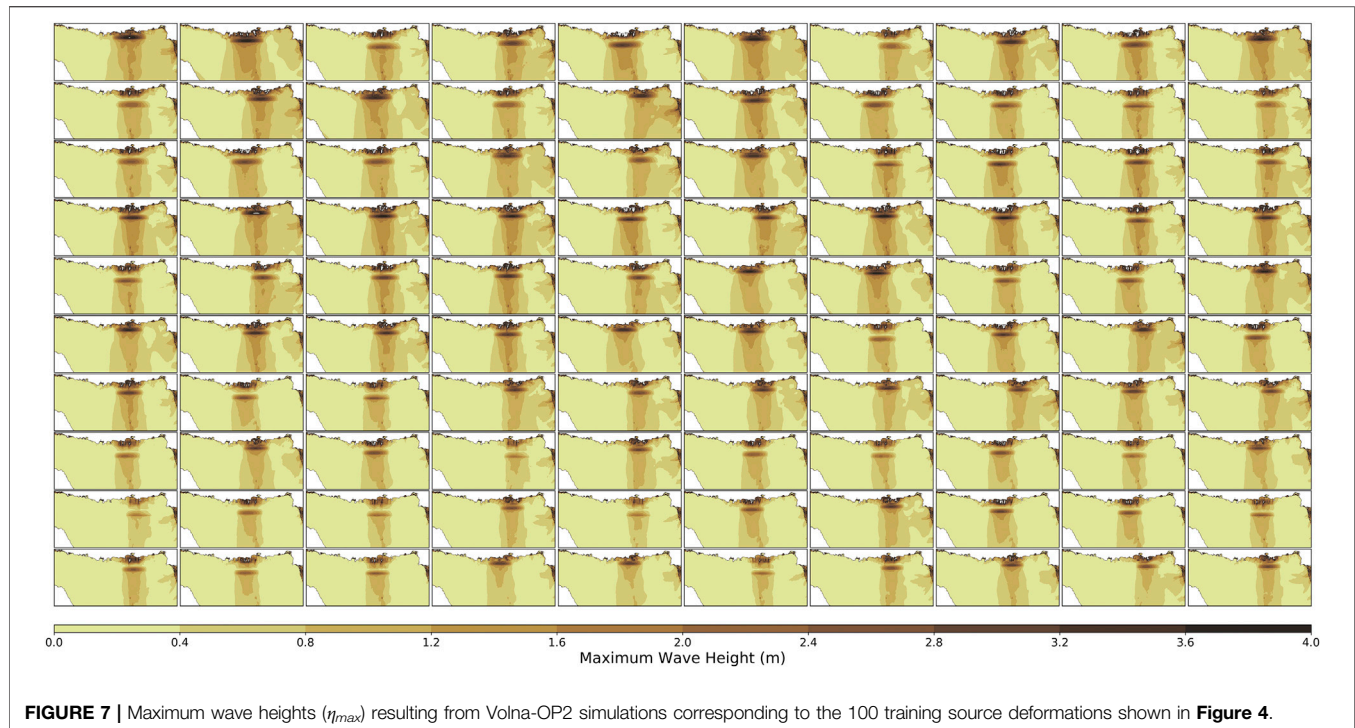 0.0 0.4 0.8 1.2 1.6 2.0 2.4 2.8 3.2 3.6 4.0
Maximum Wave Height (m)
FIGURE 7 | Maximum wave heights (ηmax) resulting from Volna-OP2 simulations corresponding to the 100 training source deformations shown in Figure 4.